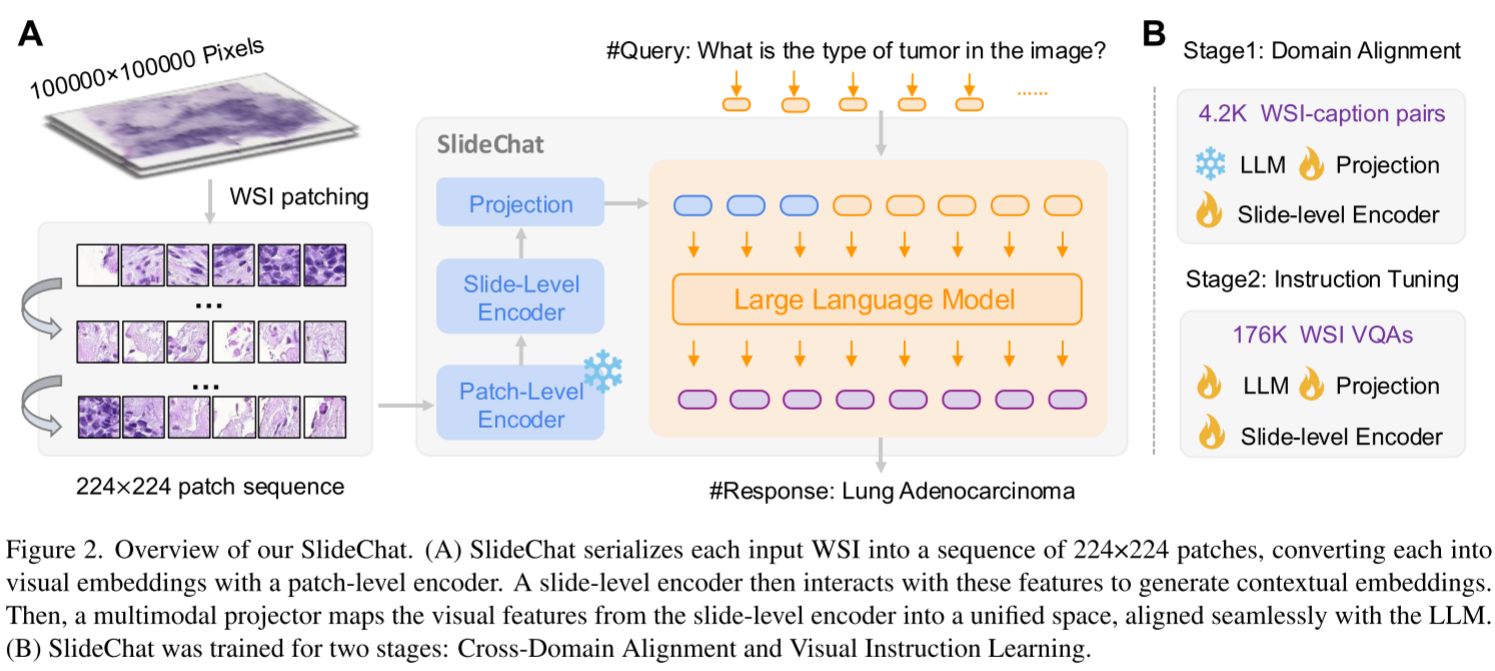 A
100000×100000 Pixels
WSI patching
...
...
224×224 patch sequence
#Query: What is the type of tumor in the image?
......
SlideChat
Projection
Slide-Level
Encoder
Patch-Level
Encoder
Large Language Model
#Response: Lung Adenocarcinoma
B
Stage1: Domain Alignment
4.2K WSI-caption pairs
LLM Projection
Slide-level Encoder
Stage2: Instruction Tuning
176K WSI VQAs
LLM Projection
Slide-level Encoder
Figure 2. Overview of our SlideChat. (A) SlideChat serializes each input WSI into a sequence of 224×224 patches, converting each into
visual embeddings with a patch-level encoder. A slide-level encoder then interacts with these features to generate contextual embeddings.
Then, a multimodal projector maps the visual features from the slide-level encoder into a unified space, aligned seamlessly with the LLM.
(B) SlideChat was trained for two stages: Cross-Domain Alignment and Visual Instruction Learning.